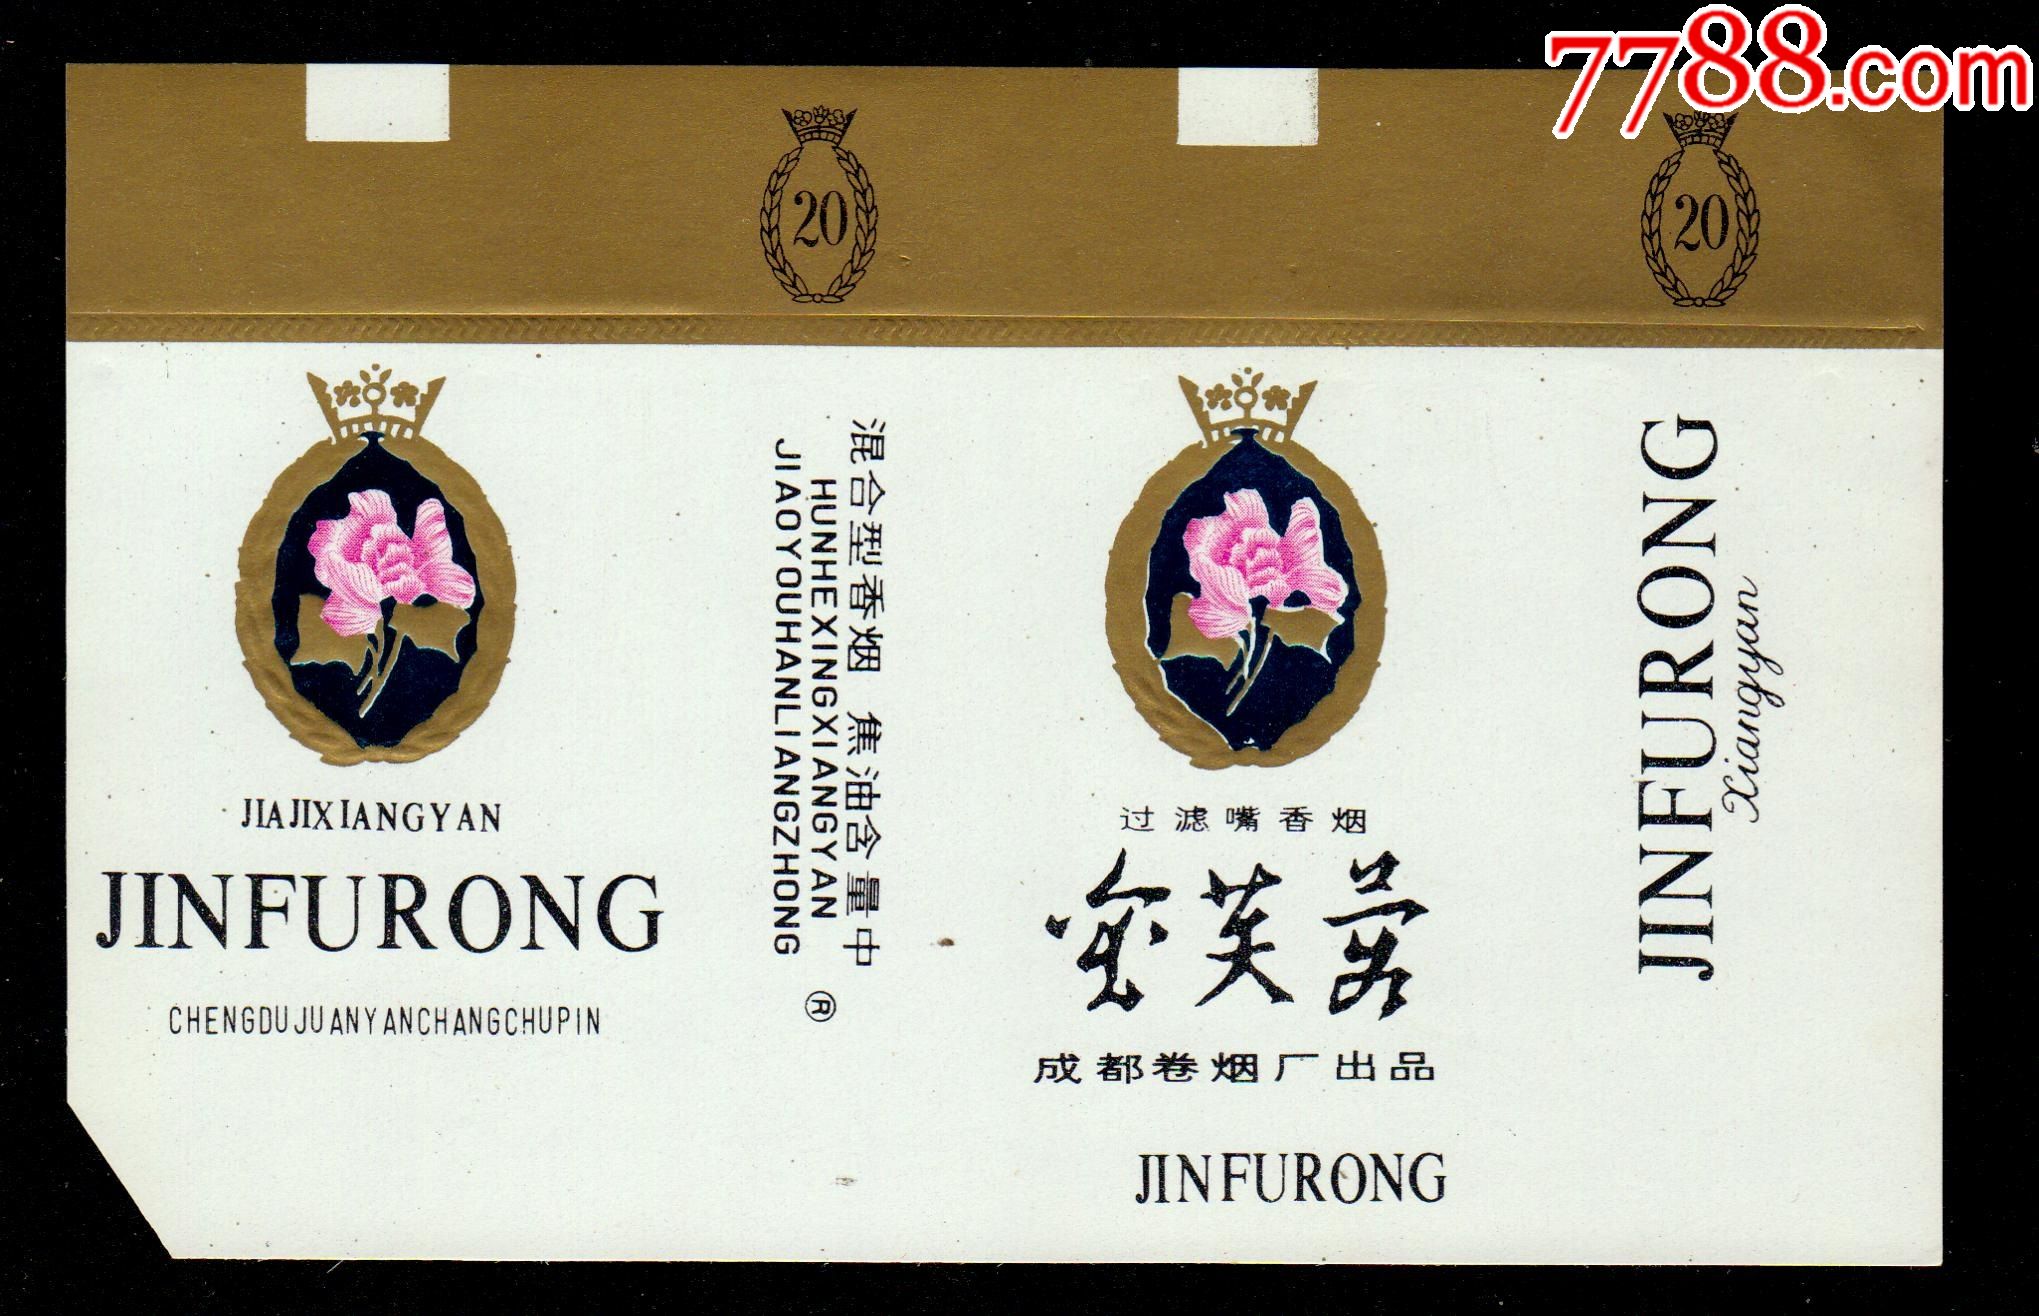 7788.com
20
20
JIAJIXIANGYAN
JINFURONG
CHENGDUJUANYANCHANGCHUPIN
混合型香烟 焦油含量中
HUNHEXINGXIANGYAN
JIAOYOUHANLIANGZHONG
®
过滤嘴香烟
金芙蓉
成都卷烟厂出品
JINFURONG
JINFURONG
Xiangyan